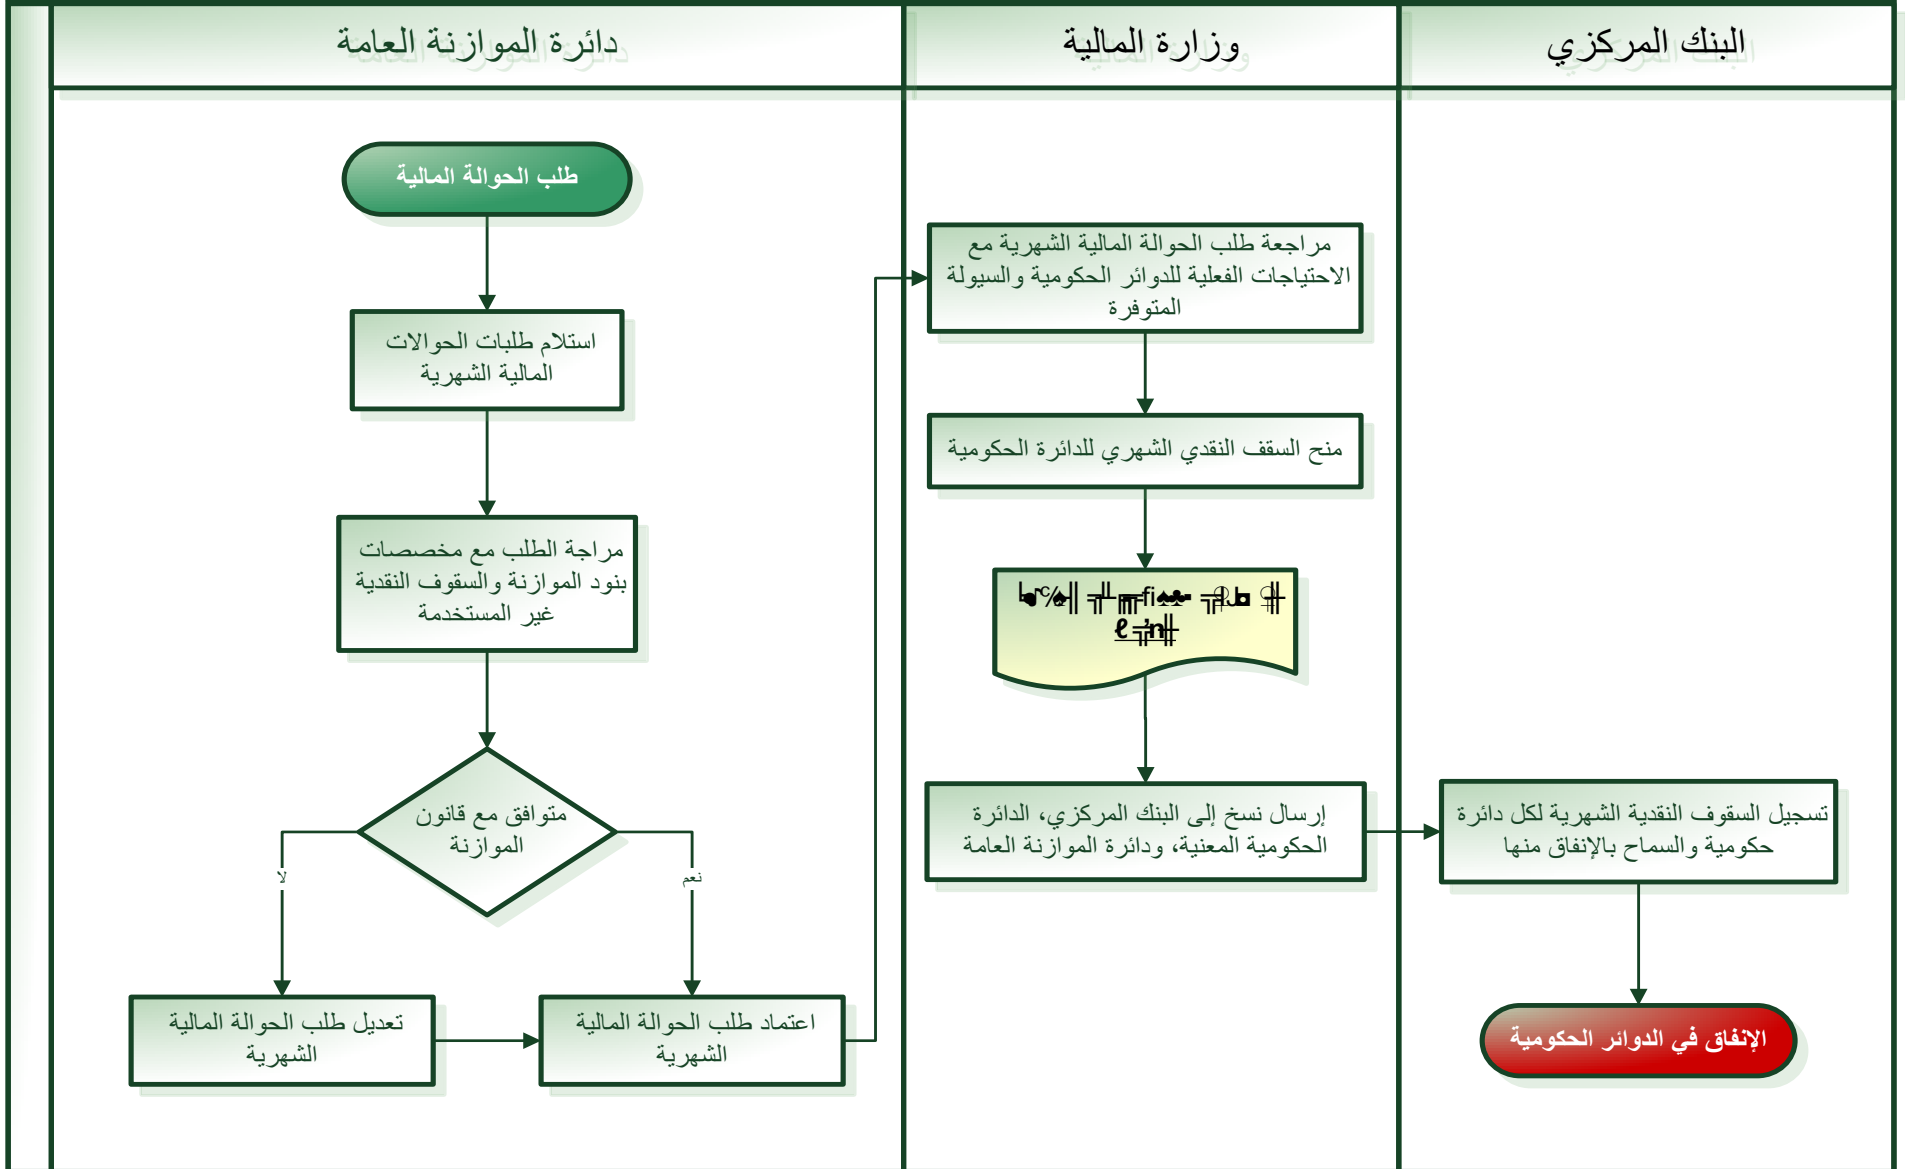 دائرة الموازنة العامة
وزارة المالية
البنك المركزي
طلب الحوالة المالية
استلام طلبات الحوالات
المالية الشهرية
مراجة الطلب مع مخصصات
بنود الموازنة والسقوف النقدية
غير المستخدمة
متوافق مع قانون
الموازنة
لا
نعم
تعديل طلب الحوالة المالية
الشهرية
اعتماد طلب الحوالة المالية
الشهرية
مراجعة طلب الحوالة المالية الشهرية مع
الاحتياجات الفعلية للدوائر الحكومية والسيولة
المتوفرة
منح السقف النقدي الشهري للدائرة الحكومية
إرسال نسخ إلى البنك المركزي، الدائرة
الحكومية المعنية، ودائرة الموازنة العامة
تسجيل السقوف النقدية الشهرية لكل دائرة
حكومية والسماح بالإنفاق منها
الإنفاق في الدوائر الحكومية